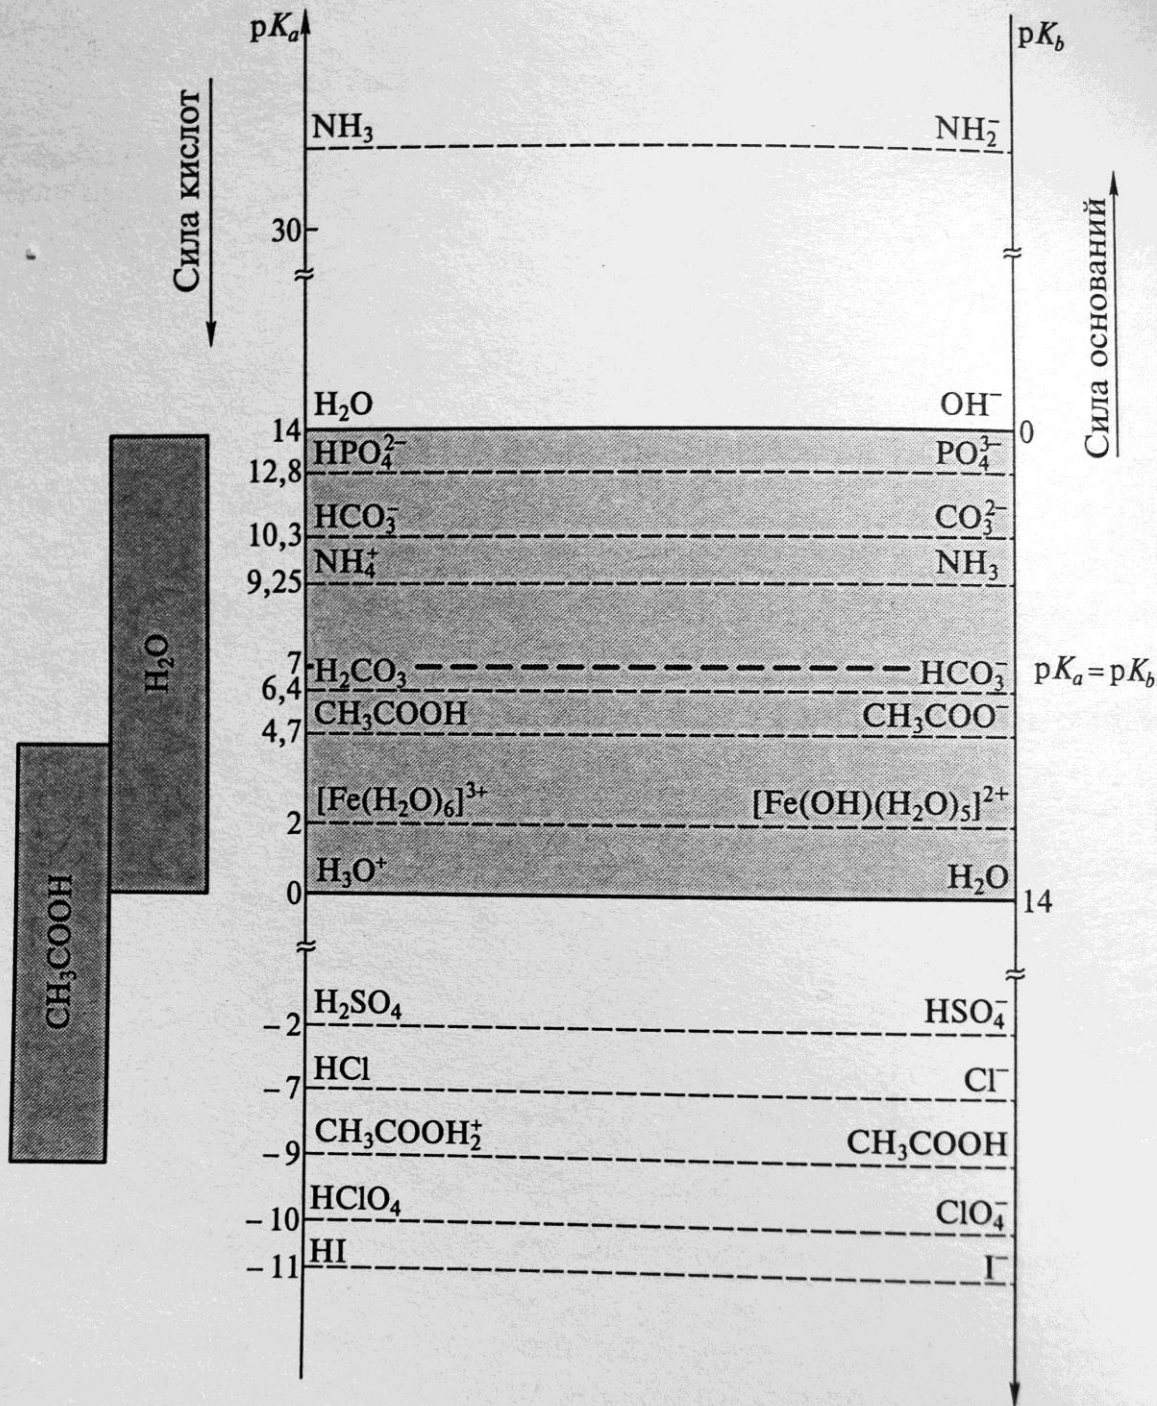 pKₐ pK_b
Сила кислот
NH₃ NH₂⁻
30
Сила оснований
H₂O OH⁻
14 0
HPO₄²⁻ PO₄³⁻
12,8
HCO₃⁻ CO₃²⁻
10,3
NH₄⁺ NH₃
9,25
H₂O
7 H₂CO₃ HCO₃⁻ pKₐ = pK_b
6,4
CH₃COOH CH₃COO⁻
4,7
[Fe(H₂O)₆]³⁺ [Fe(OH)(H₂O)₅]²⁺
2
H₃O⁺ H₂O
0 14
CH₃COOH
H₂SO₄ HSO₄⁻
−2
HCl Cl⁻
−7
CH₃COOH₂⁺ CH₃COOH
−9
HClO₄ ClO₄⁻
−10
HI I⁻
−11